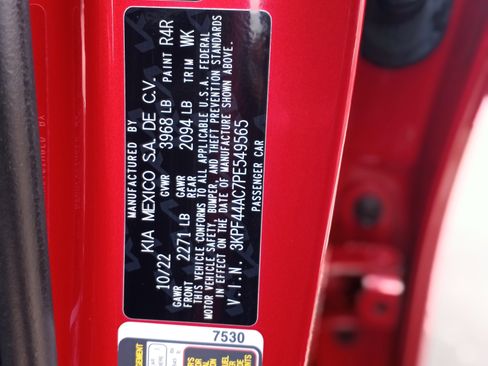 MANUFACTURED BY
KIA MEXICO S.A. DE C.V.
10/22 GVWR 3968 LB PAINT R4R
GAWR FRONT 2271 LB GAWR REAR 2094 LB TRIM WK
THIS VEHICLE CONFORMS TO ALL APPLICABLE U.S.A. FEDERAL
MOTOR VEHICLE SAFETY, BUMPER, AND THEFT PREVENTION STANDARDS
IN EFFECT ON THE DATE OF MANUFACTURE SHOWN ABOVE.
V.I.N. 3KPF44AC7PE549565
PASSENGER CAR
7530